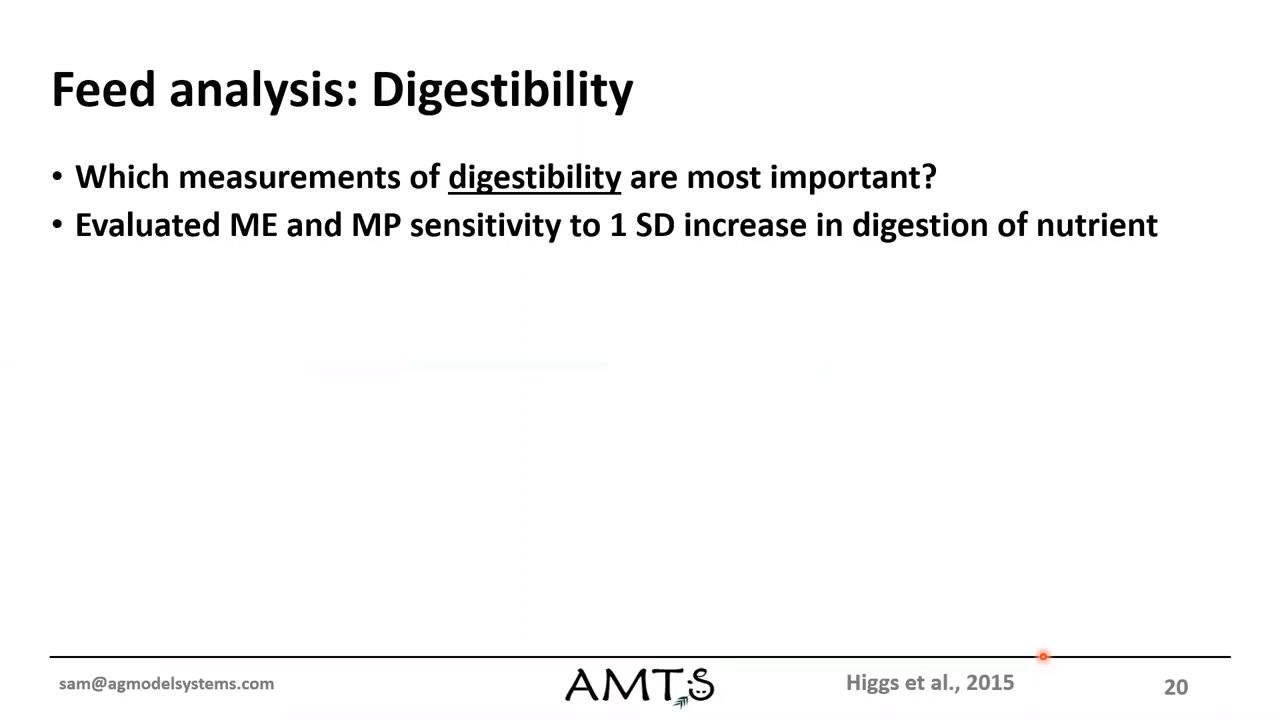 Feed analysis: Digestibility
• Which measurements of digestibility are most important?
• Evaluated ME and MP sensitivity to 1 SD increase in digestion of nutrient
sam@agmodelsystems.com
AMTS
Higgs et al., 2015
20